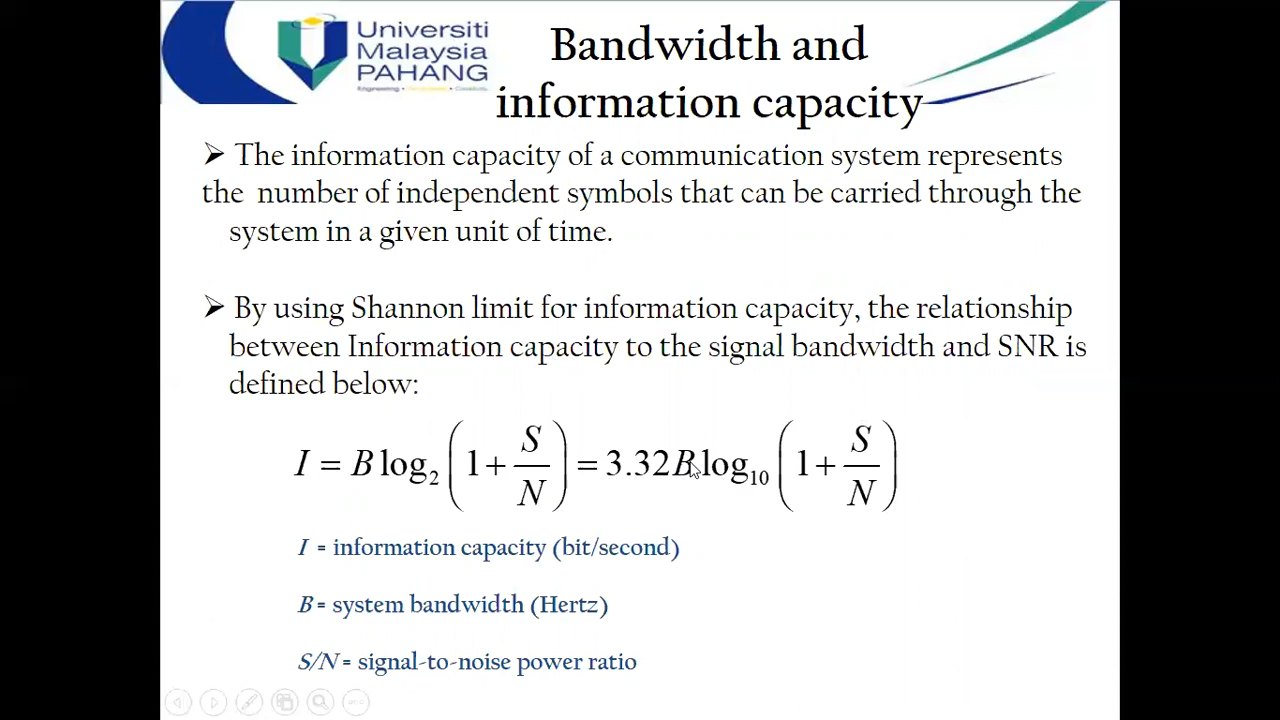 Universiti
Malaysia
PAHANG
Engineering • Technology • Creativity
Bandwidth and
information capacity
➢ The information capacity of a communication system represents
the number of independent symbols that can be carried through the
system in a given unit of time.
➢ By using Shannon limit for information capacity, the relationship
between Information capacity to the signal bandwidth and SNR is
defined below:
I = B log₂ (1 + S/N) = 3.32B log₁₀ (1 + S/N)
I = information capacity (bit/second)
B = system bandwidth (Hertz)
S/N = signal-to-noise power ratio